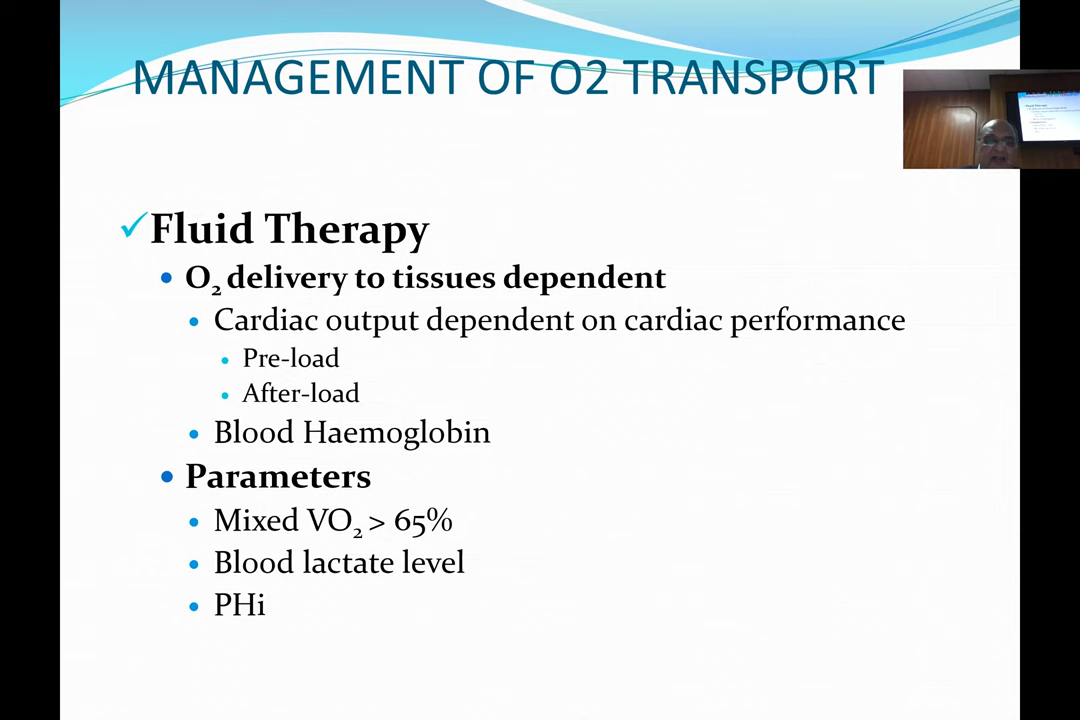 MANAGEMENT OF O2 TRANSPORT
Fluid Therapy
O₂ delivery to tissues dependent
Cardiac output dependent on cardiac performance
Pre-load
After-load
Blood Haemoglobin
Parameters
Mixed VO₂ > 65%
Blood lactate level
PHi